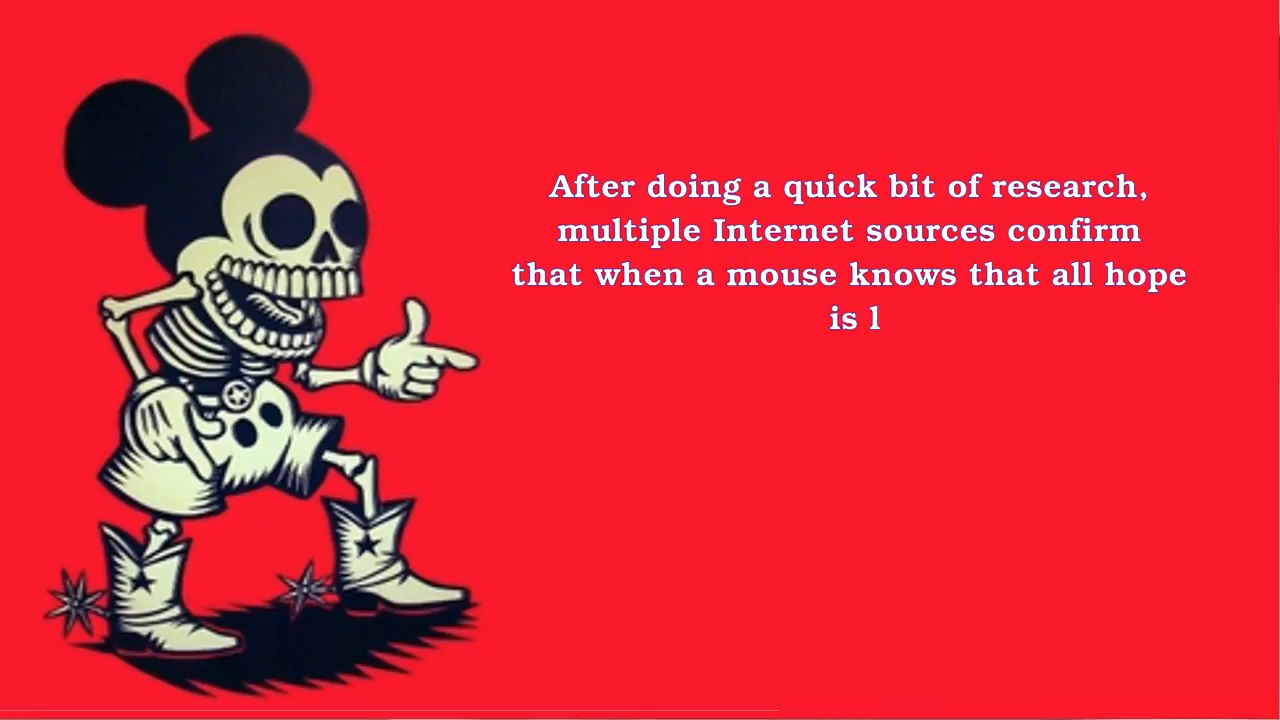 After doing a quick bit of research,
multiple Internet sources confirm
that when a mouse knows that all hope
is l